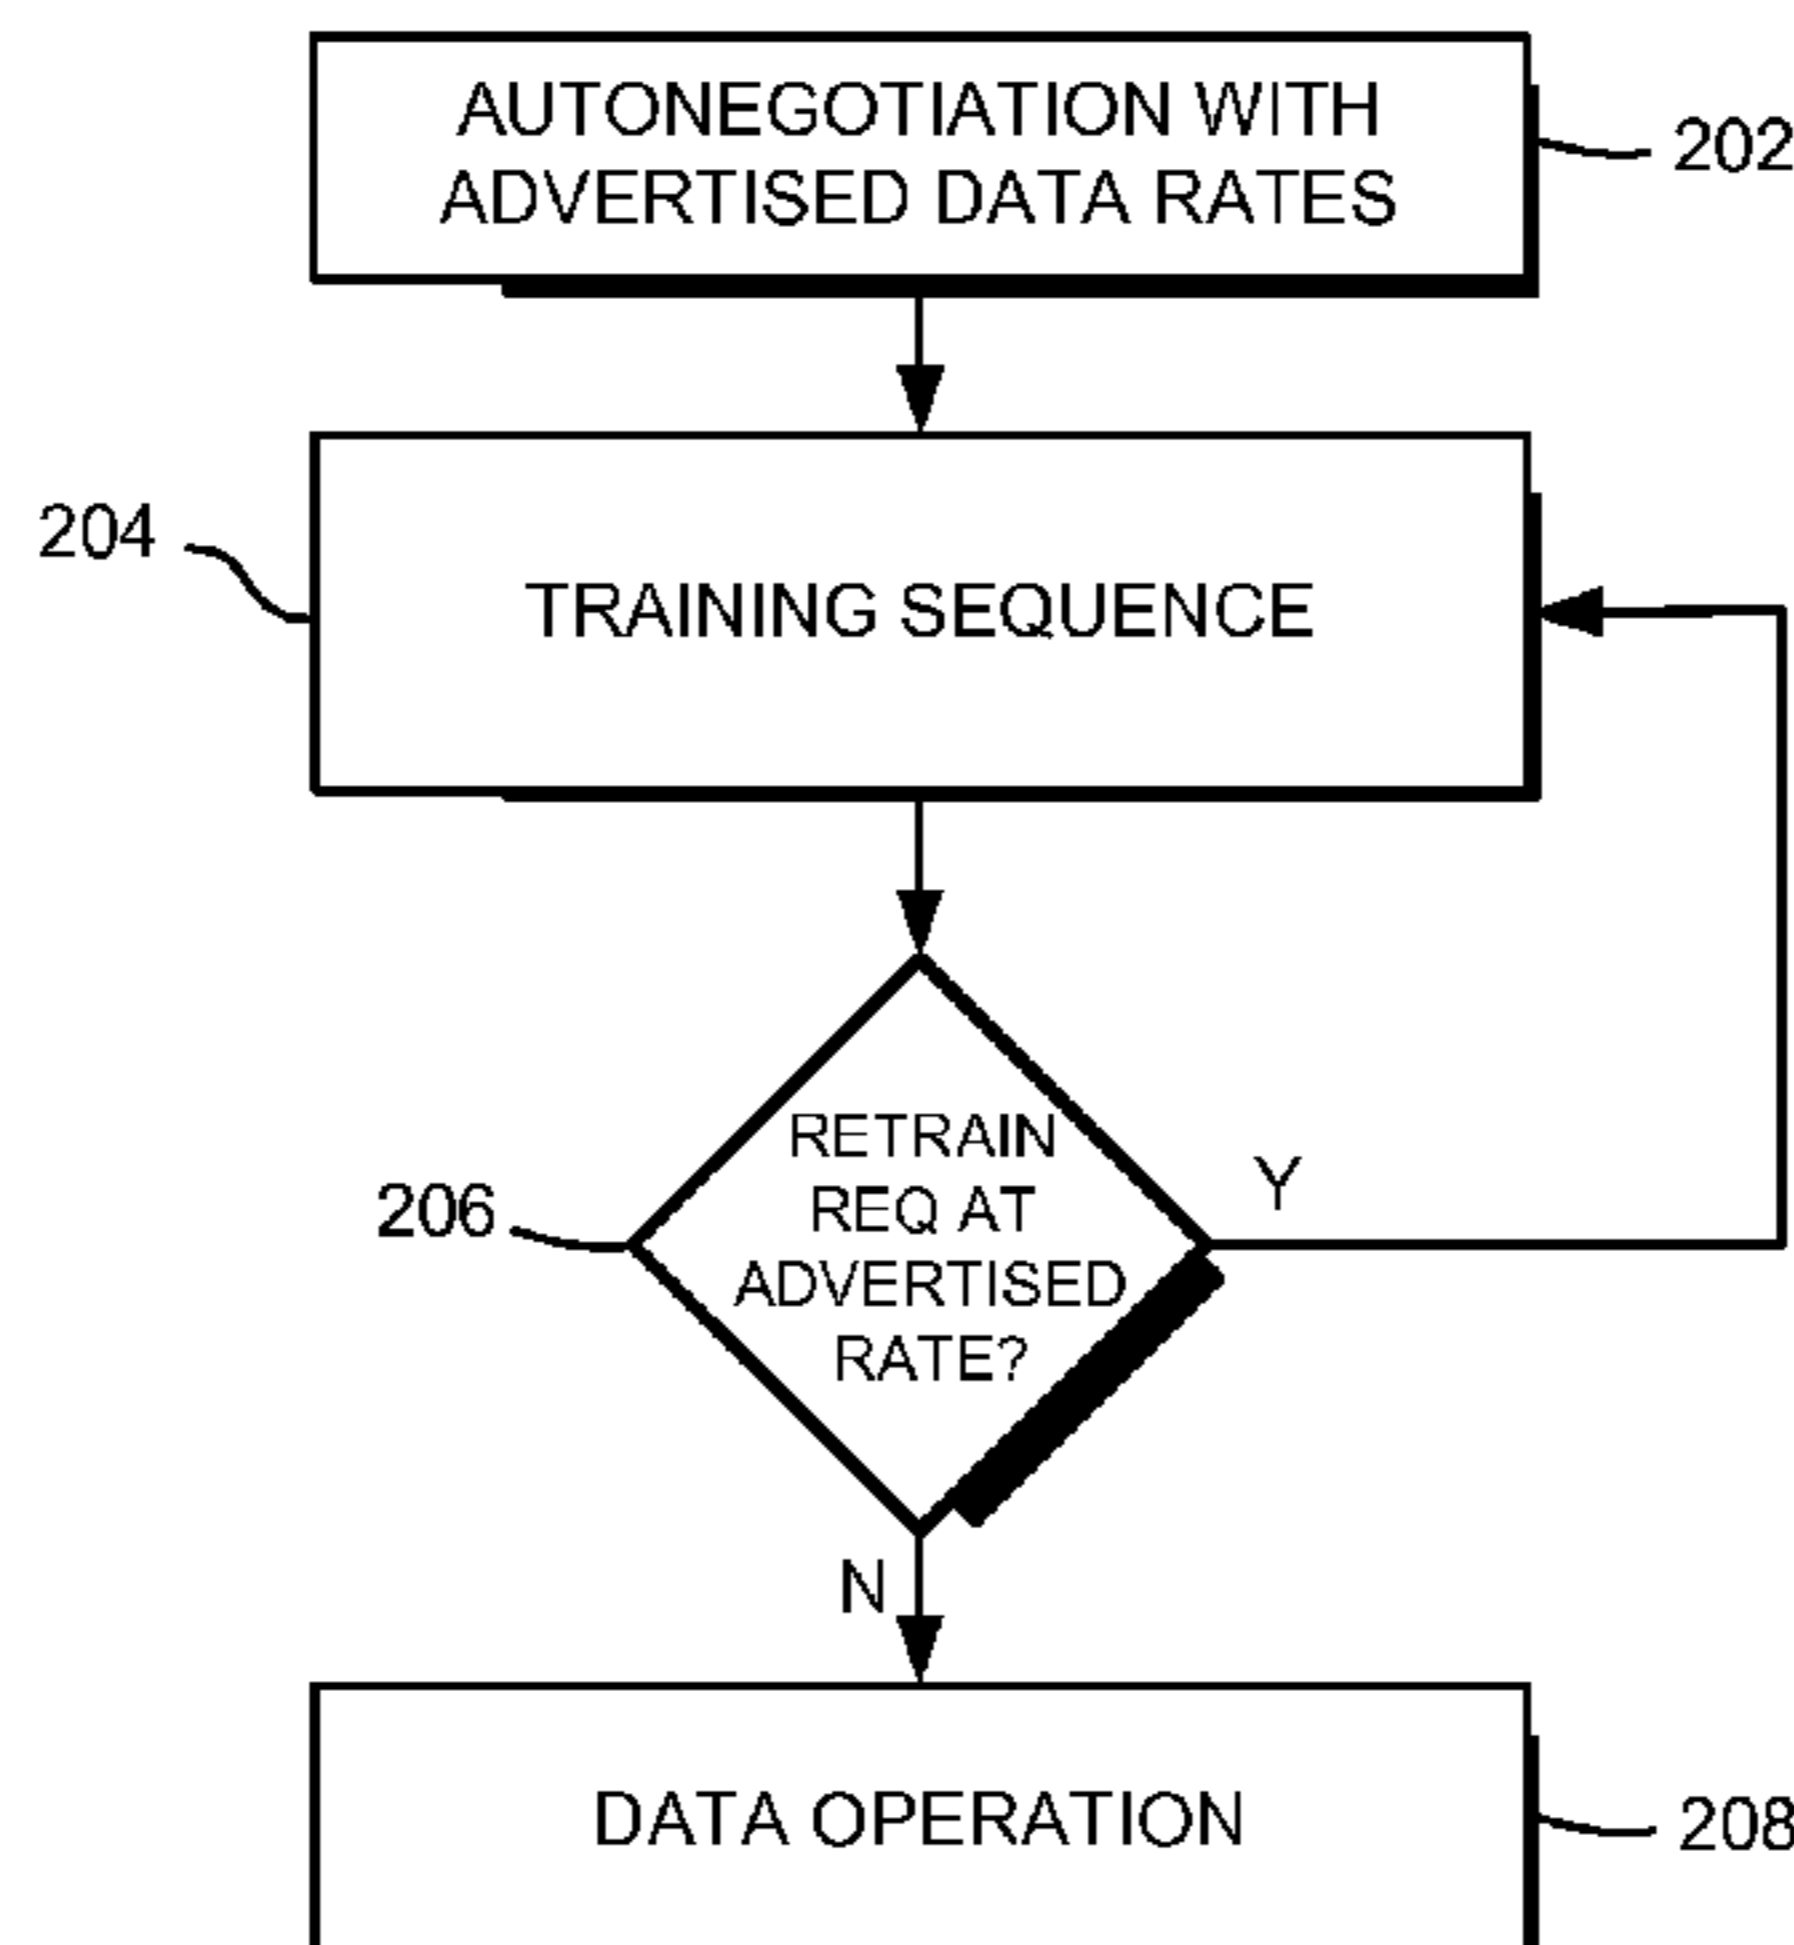 AUTONEGOTIATION WITH
ADVERTISED DATA RATES
202
204
TRAINING SEQUENCE
RETRAIN
REQ AT
ADVERTISED
RATE?
206
Y
N
DATA OPERATION
208